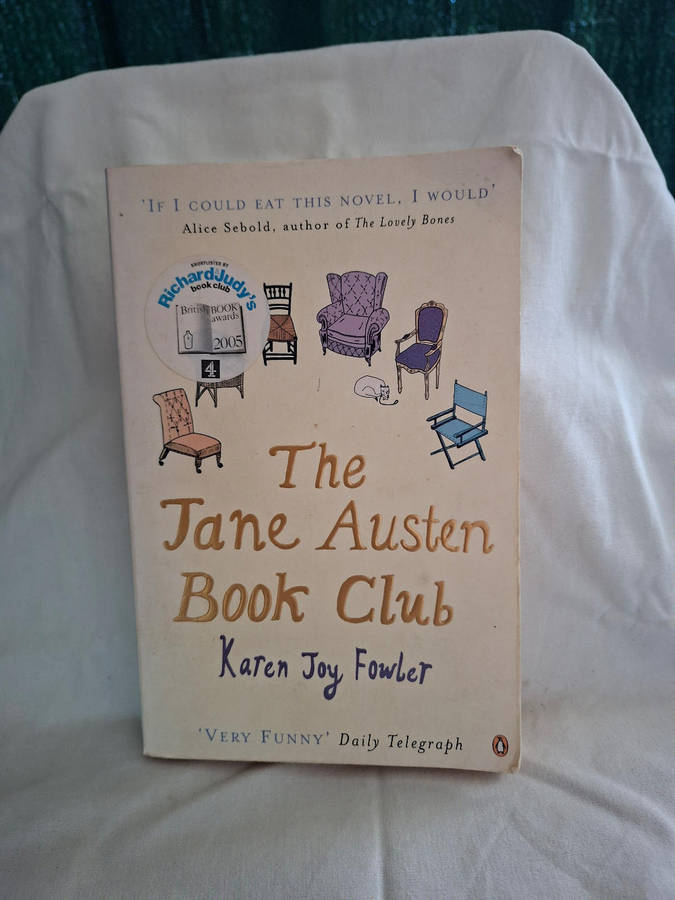 'IF I COULD EAT THIS NOVEL, I WOULD'
Alice Sebold, author of The Lovely Bones
SHORTLISTED BY
Richard & Judy's
book club
British BOOK
awards
2005
4
The
Jane Austen
Book Club
Karen Joy Fowler
'VERY FUNNY' Daily Telegraph